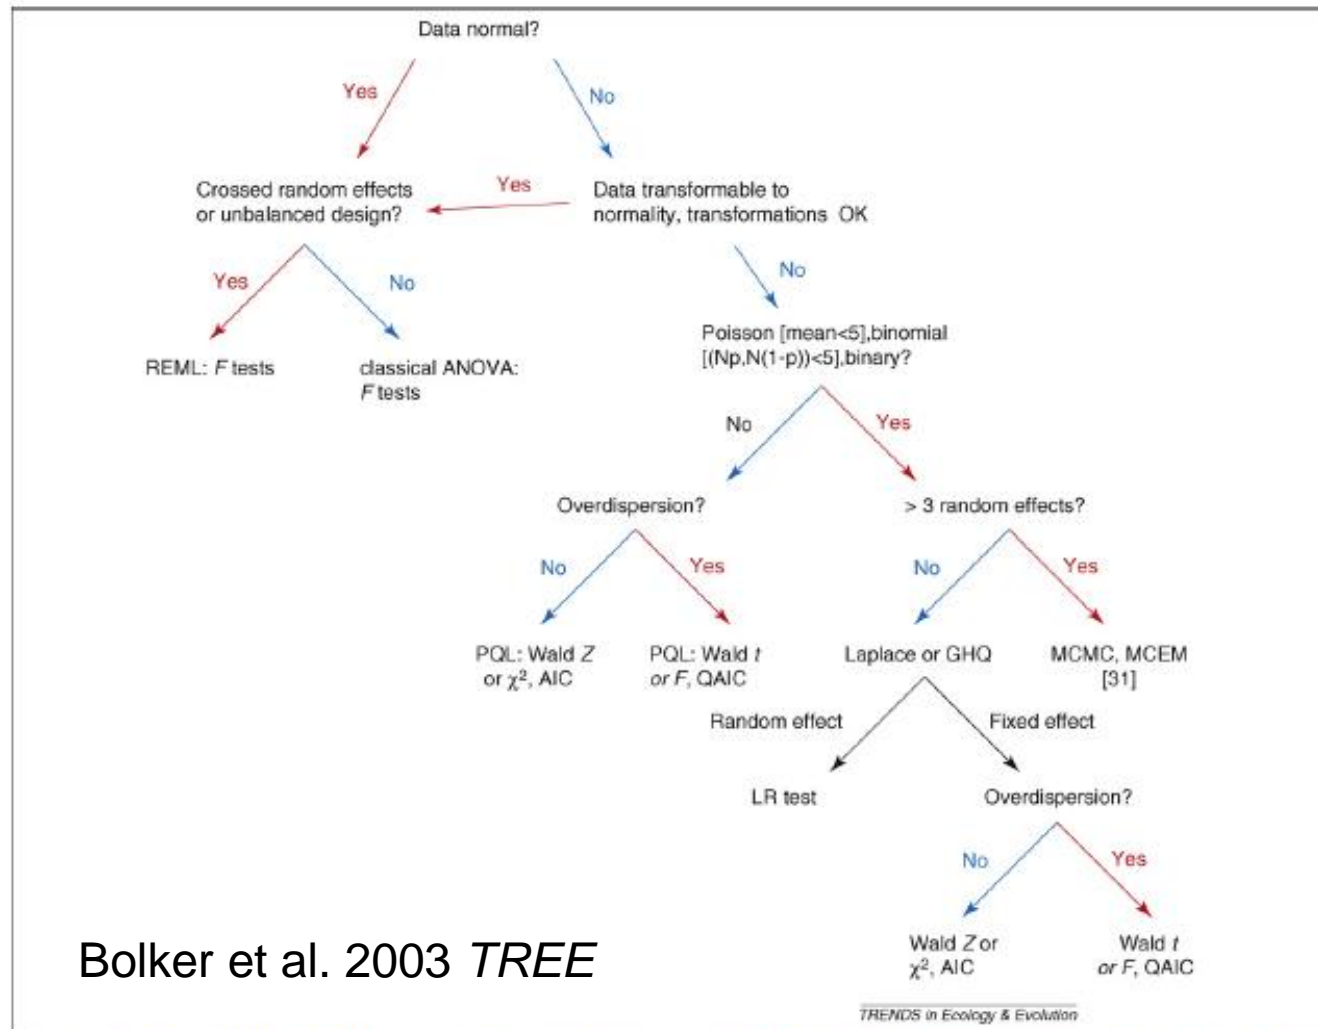 Data normal?
Yes
No
Crossed random effects
or unbalanced design?
Yes
Data transformable to
normality, transformations OK
Yes
No
No
REML: F tests
classical ANOVA:
F tests
Poisson [mean<5],binomial
[(Np,N(1-p))<5],binary?
No
Yes
Overdispersion?
> 3 random effects?
No
Yes
No
Yes
PQL: Wald Z
or χ², AIC
PQL: Wald t
or F, QAIC
Laplace or GHQ
MCMC, MCEM
[31]
Random effect
Fixed effect
LR test
Overdispersion?
No
Yes
Wald Z or
χ², AIC
Wald t
or F, QAIC
Bolker et al. 2003 TREE
TRENDS in Ecology & Evolution